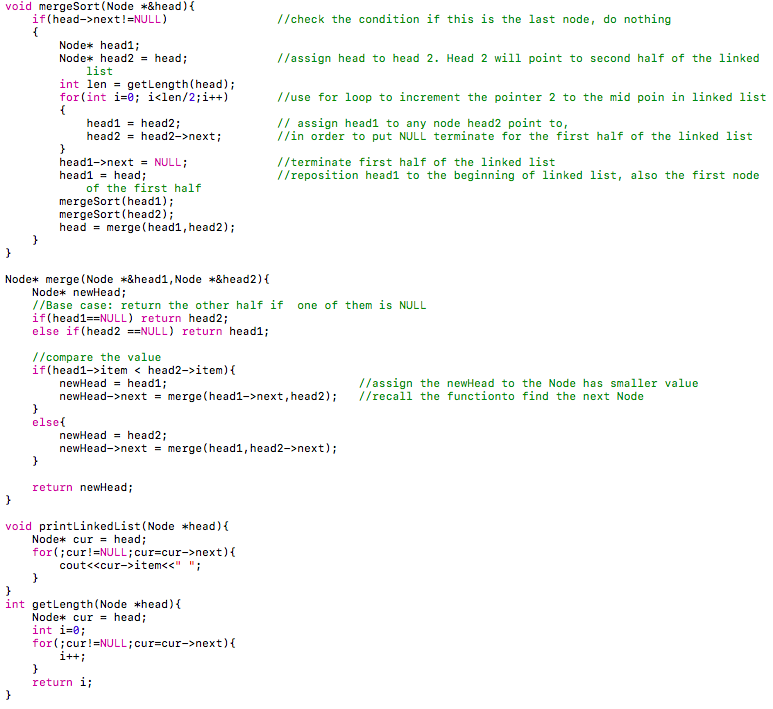 void mergeSort(Node *&head){
    if(head->next!=NULL)                //check the condition if this is the last node, do nothing
    {
        Node* head1;
        Node* head2 = head;             //assign head to head 2. Head 2 will point to second half of the linked
            list
        int len = getLength(head);
        for(int i=0; i<len/2;i++)       //use for loop to increment the pointer 2 to the mid poin in linked list
        {
            head1 = head2;              // assign head1 to any node head2 point to,
            head2 = head2->next;        //in order to put NULL terminate for the first half of the linked list
        }
        head1->next = NULL;             //terminate first half of the linked list
        head1 = head;                   //reposition head1 to the beginning of linked list, also the first node
            of the first half
        mergeSort(head1);
        mergeSort(head2);
        head = merge(head1,head2);
    }
}

Node* merge(Node *&head1,Node *&head2){
    Node* newHead;
    //Base case: return the other half if  one of them is NULL
    if(head1==NULL) return head2;
    else if(head2 ==NULL) return head1;

    //compare the value
    if(head1->item < head2->item){
        newHead = head1;                            //assign the newHead to the Node has smaller value
        newHead->next = merge(head1->next,head2);   //recall the functionto find the next Node
    }
    else{
        newHead = head2;
        newHead->next = merge(head1,head2->next);
    }

    return newHead;
}

void printLinkedList(Node *head){
    Node* cur = head;
    for(;cur!=NULL;cur=cur->next){
        cout<<cur->item<<" ";
    }
}
int getLength(Node *head){
    Node* cur = head;
    int i=0;
    for(;cur!=NULL;cur=cur->next){
        i++;
    }
    return i;
}